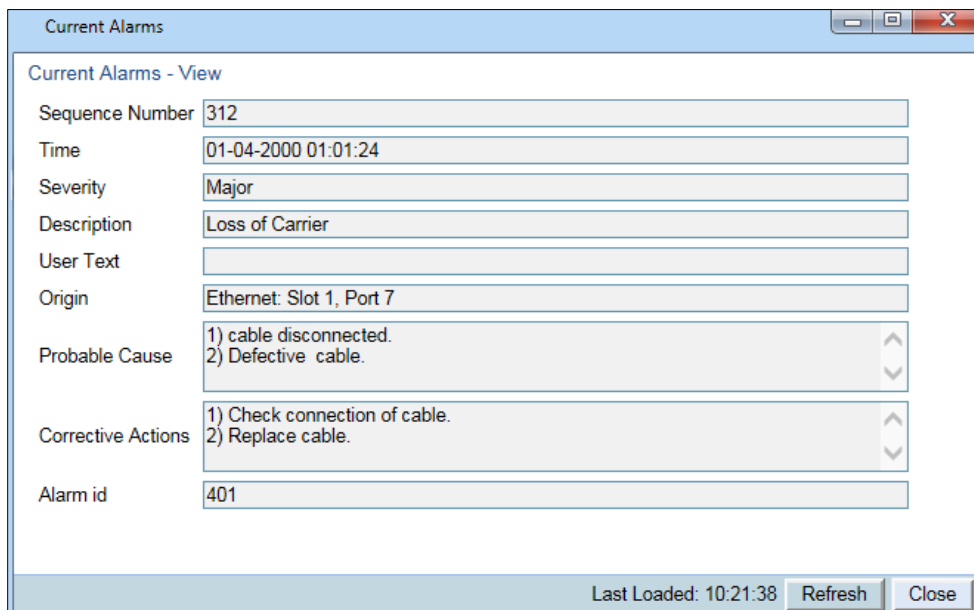 Current Alarms
Current Alarms - View
Sequence Number 312
Time 01-04-2000 01:01:24
Severity Major
Description Loss of Carrier
User Text
Origin Ethernet: Slot 1, Port 7
Probable Cause
1) cable disconnected.
2) Defective  cable.
Corrective Actions
1) Check connection of cable.
2) Replace cable.
Alarm id 401
Last Loaded: 10:21:38 Refresh Close